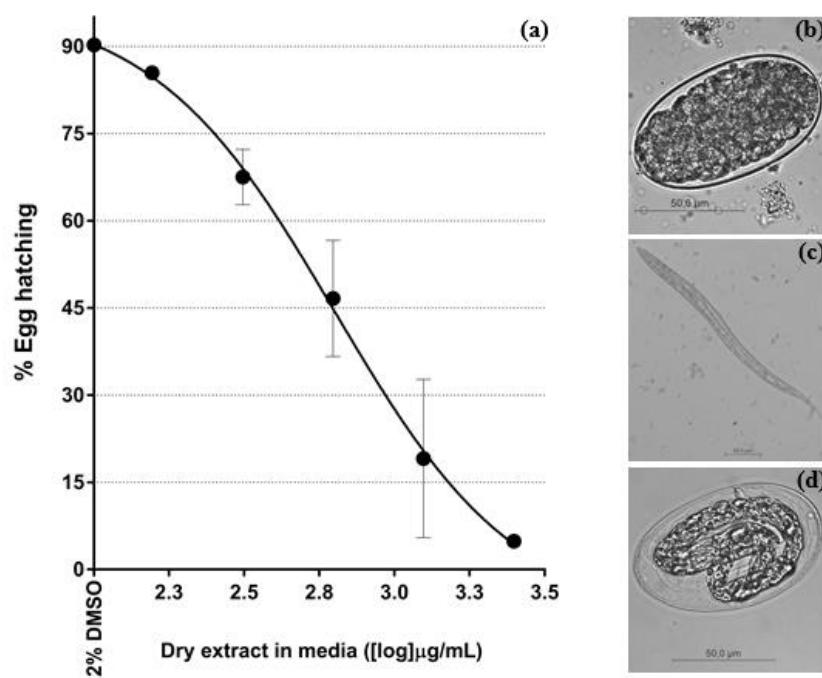 (a)
% Egg hatching
90
75
60
45
30
15
0
2% DMSO
2.3
2.5
2.8
3.0
3.3
3.5
Dry extract in media ([log]µg/mL)
(b)
50,6 µm
(c)
(d)
50,0 µm